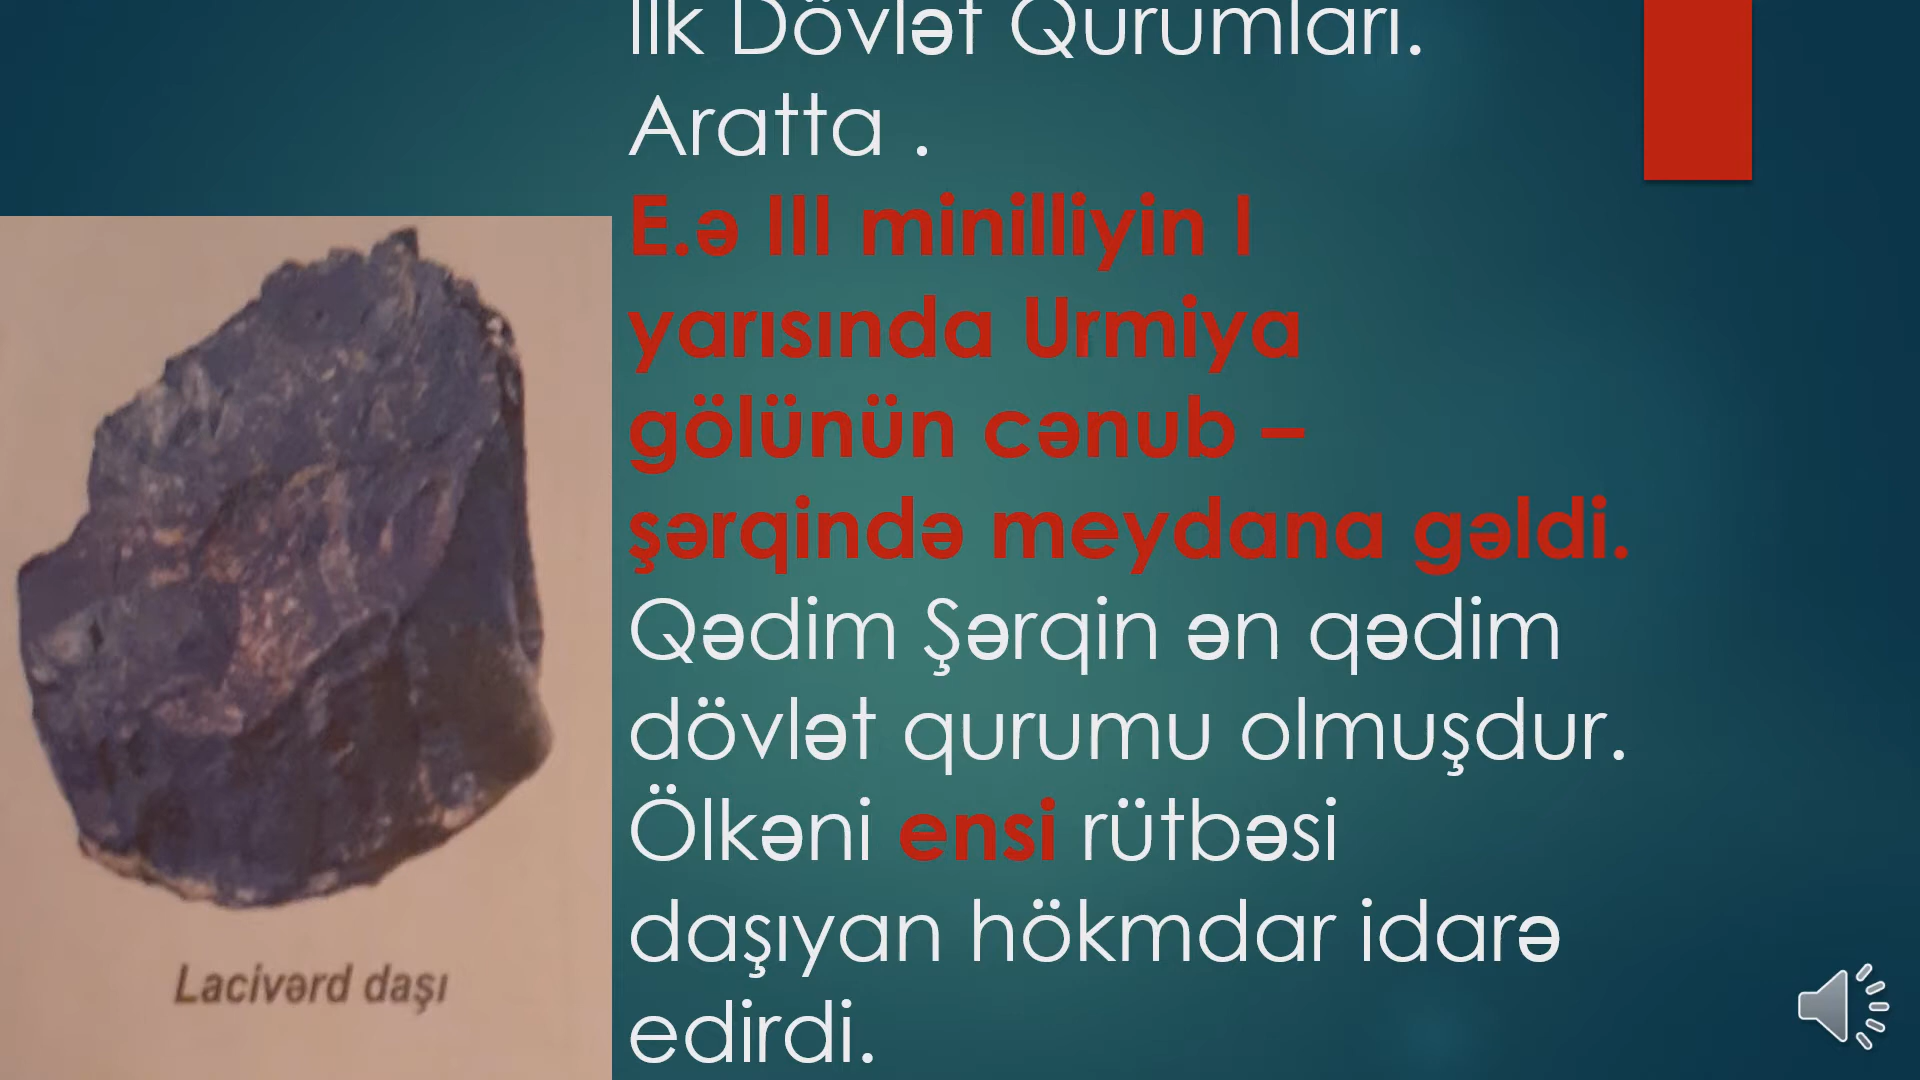 İlk Dövlət Qurumları.
Aratta .
E.ə III minilliyin I
yarısında Urmiya
gölünün cənub –
şərqində meydana gəldi.
Qədim Şərqin ən qədim
dövlət qurumu olmuşdur.
Ölkəni ensi rütbəsi
daşıyan hökmdar idarə
edirdi.
Lacivərd daşı